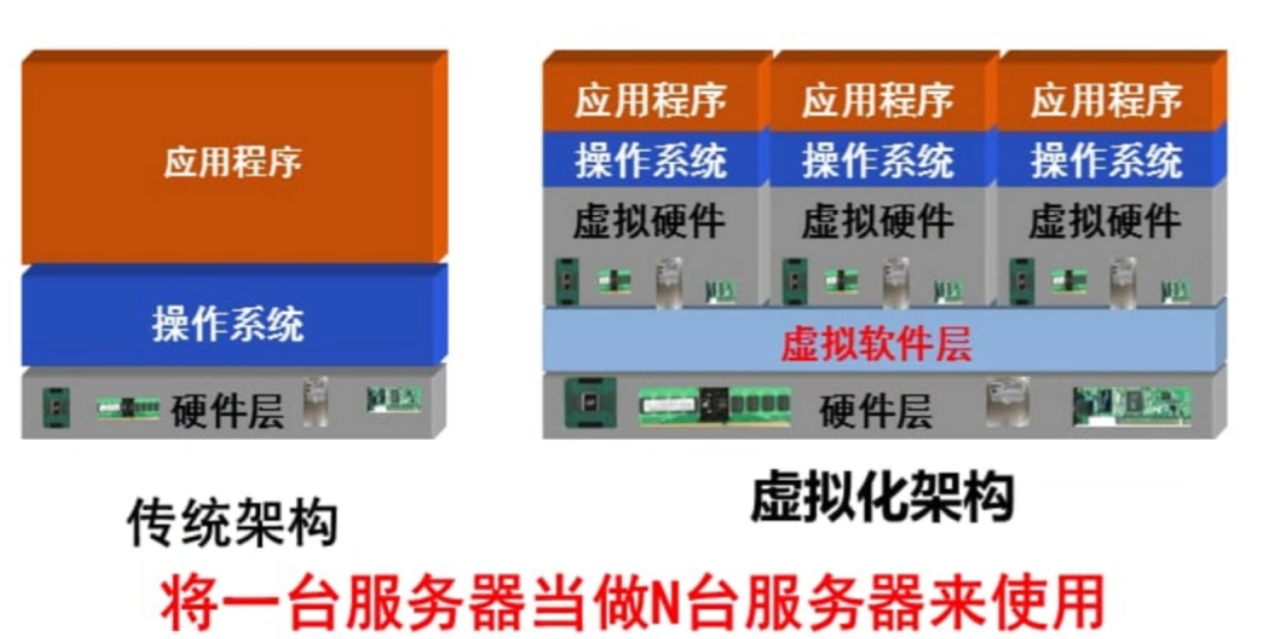 应用程序
操作系统
硬件层
传统架构
应用程序 应用程序 应用程序
操作系统 操作系统 操作系统
虚拟硬件 虚拟硬件 虚拟硬件
虚拟软件层
硬件层
虚拟化架构
将一台服务器当做N台服务器来使用